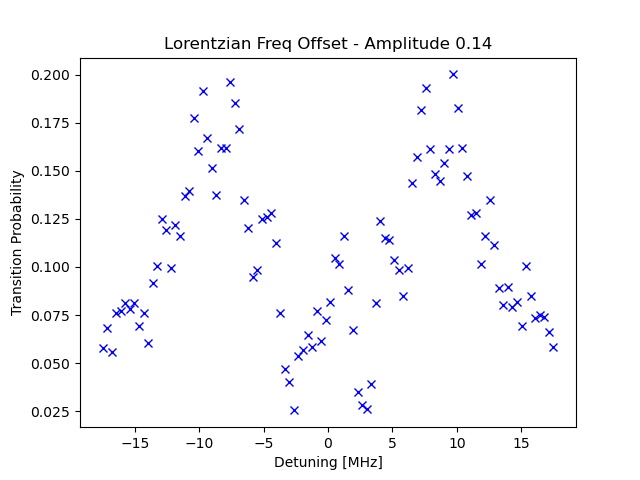 Lorentzian Freq Offset - Amplitude 0.14
0.200
0.175
0.150
0.125
0.100
0.075
0.050
0.025
Transition Probability
−15 −10 −5 0 5 10 15
Detuning [MHz]